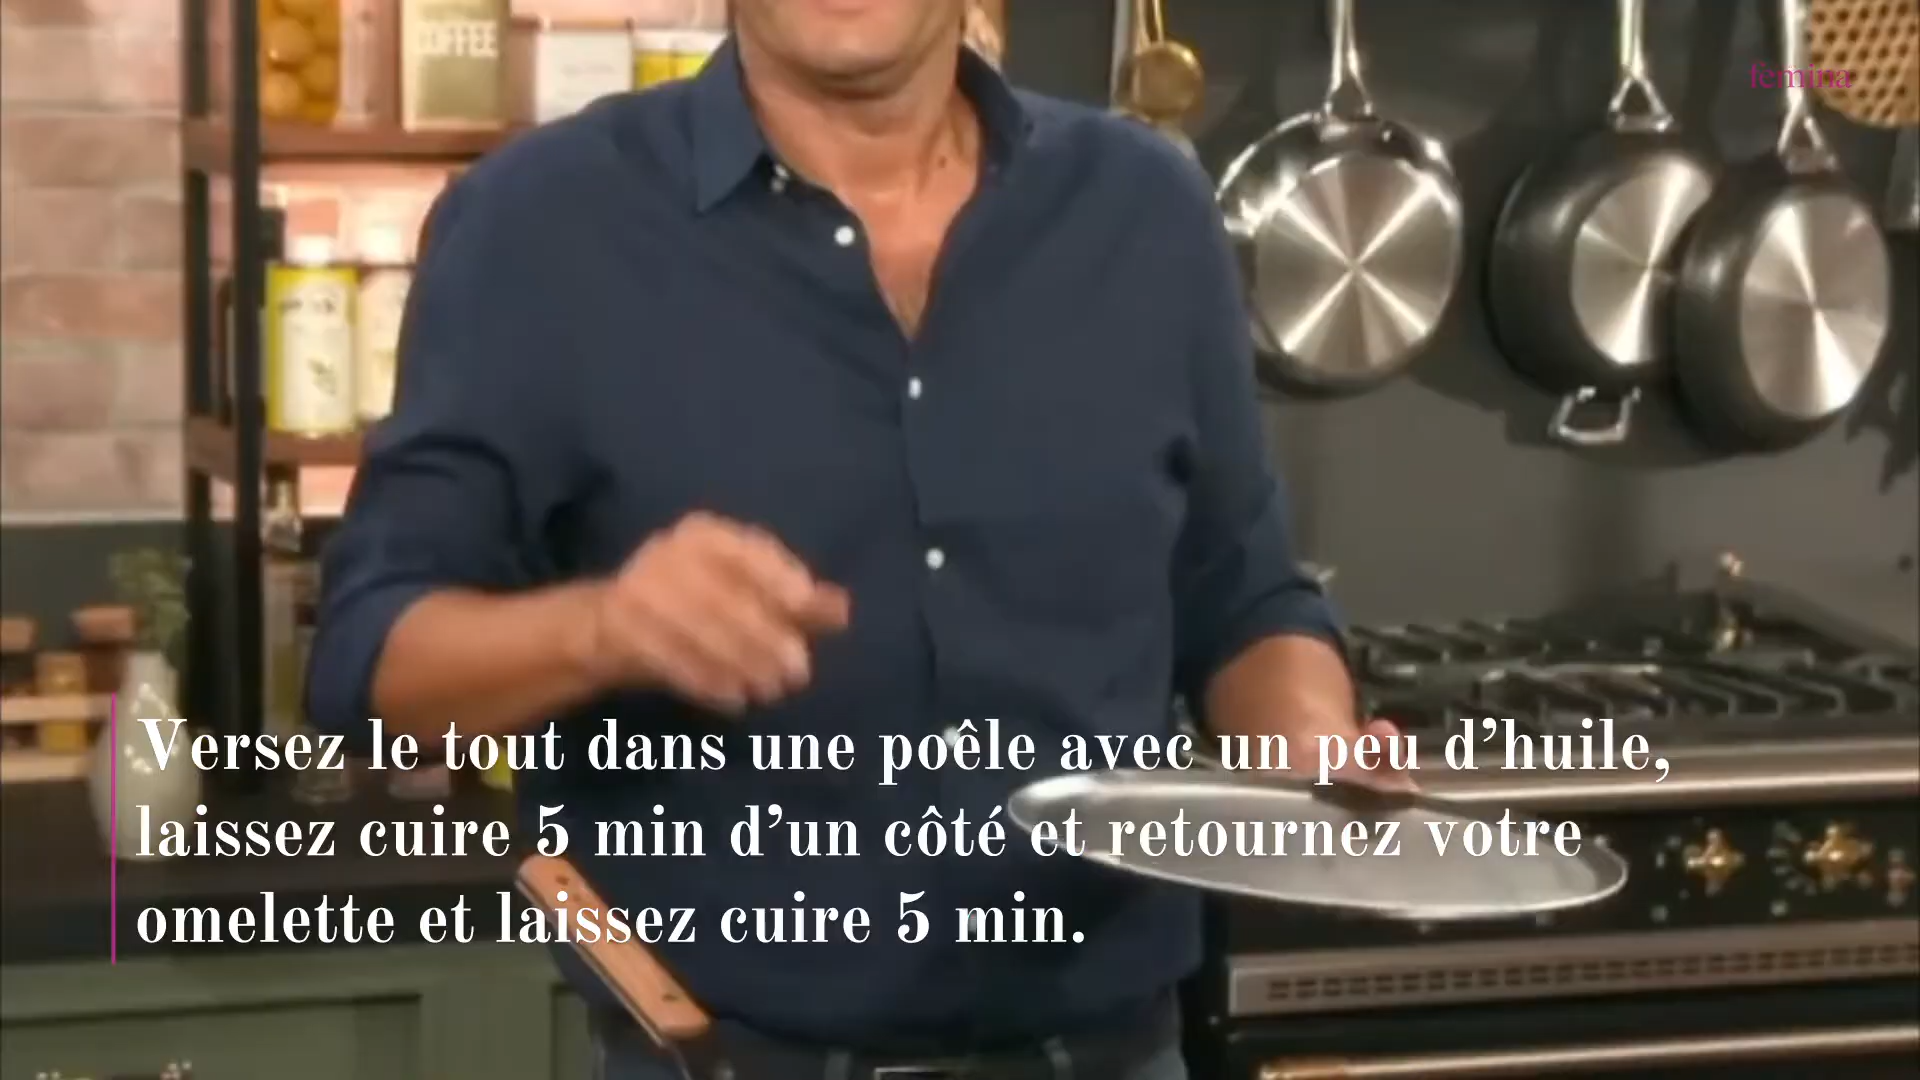 COFFEE
femina
Versez le tout dans une poêle avec un peu d’huile,
laissez cuire 5 min d’un côté et retournez votre
omelette et laissez cuire 5 min.